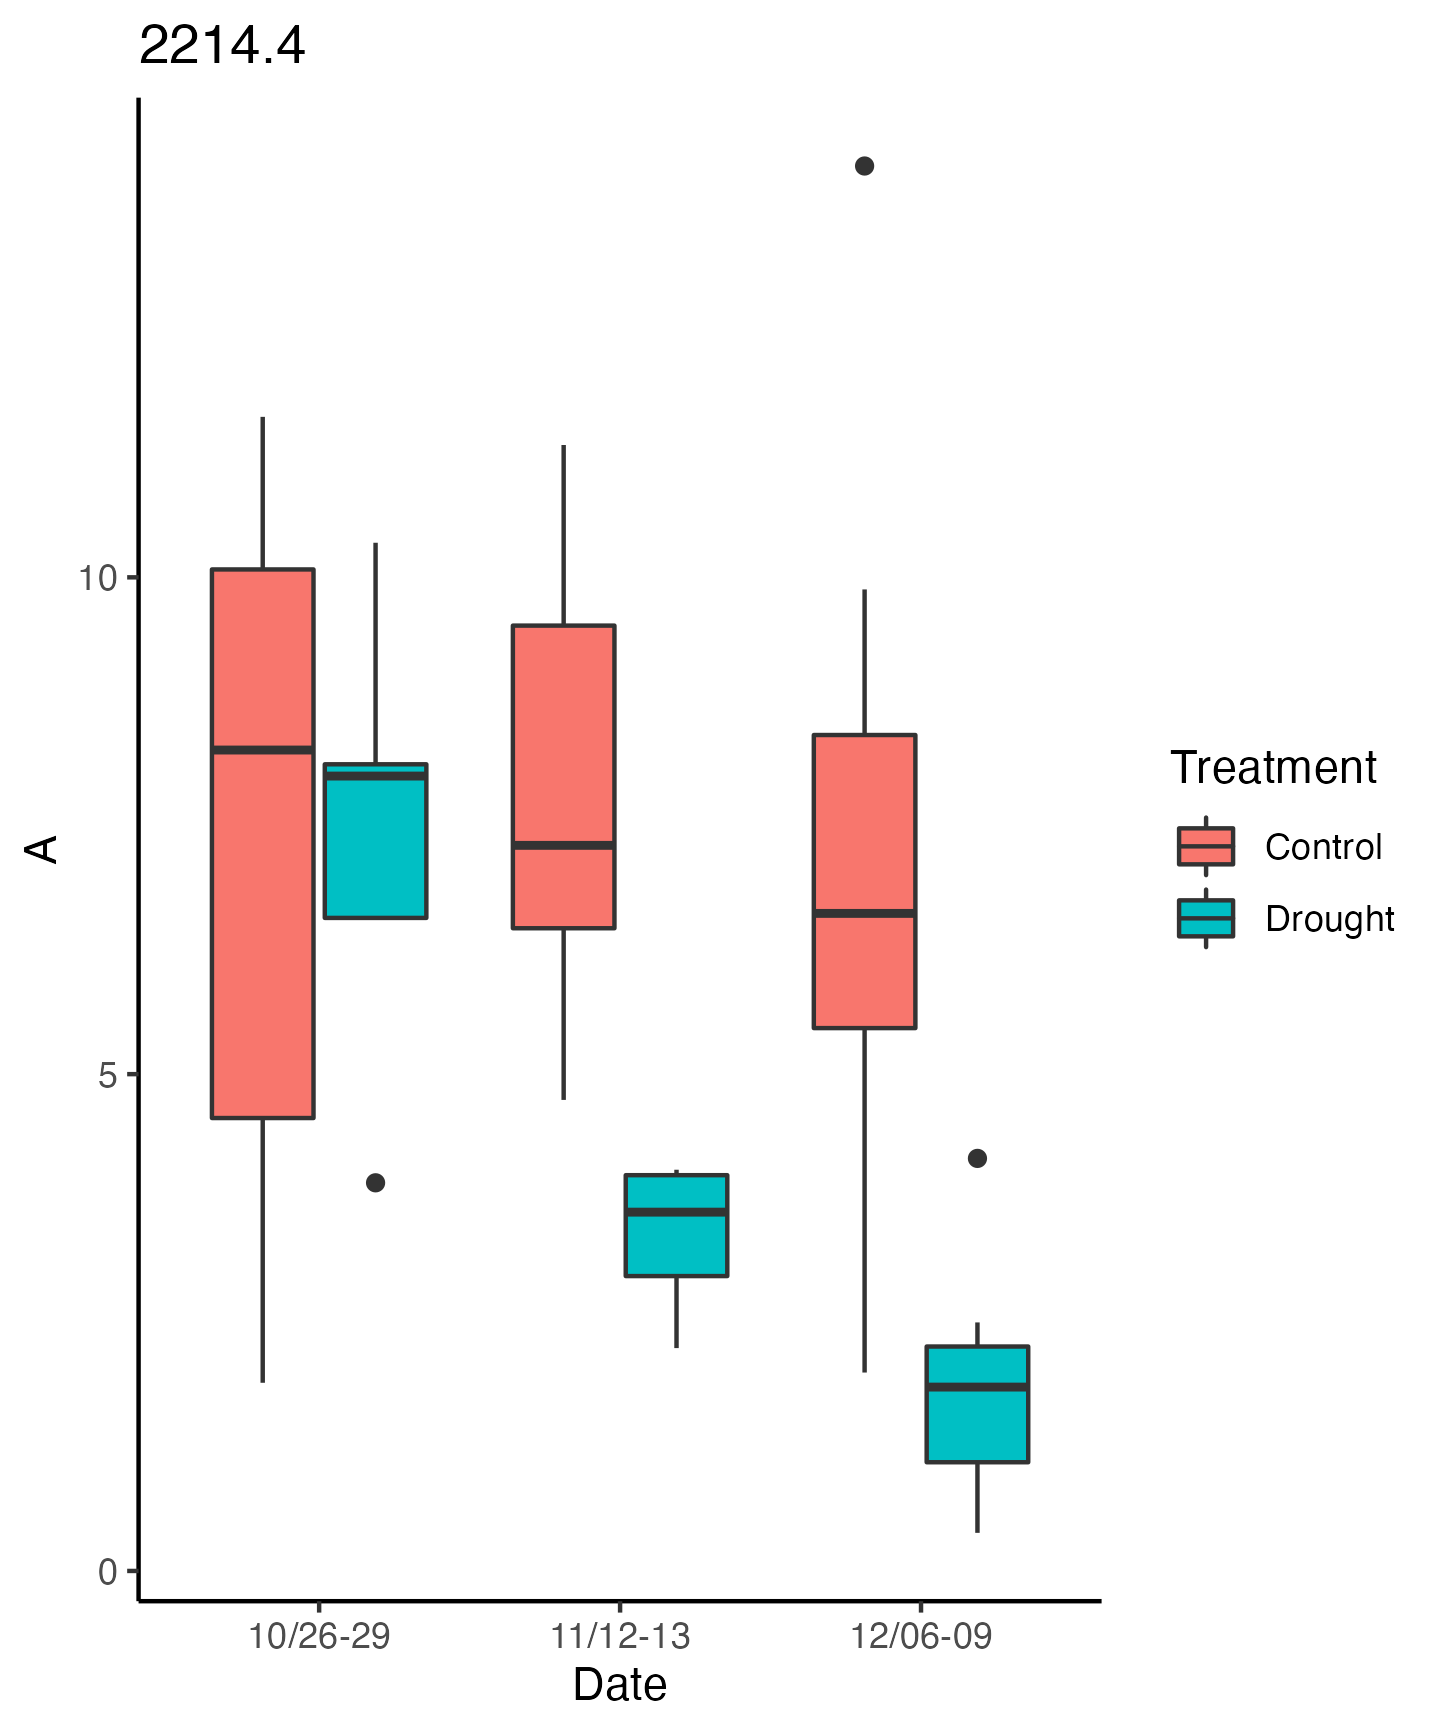 2214.4
A
10
5
0
10/26-29
11/12-13
12/06-09
Date
Treatment
Control
Drought